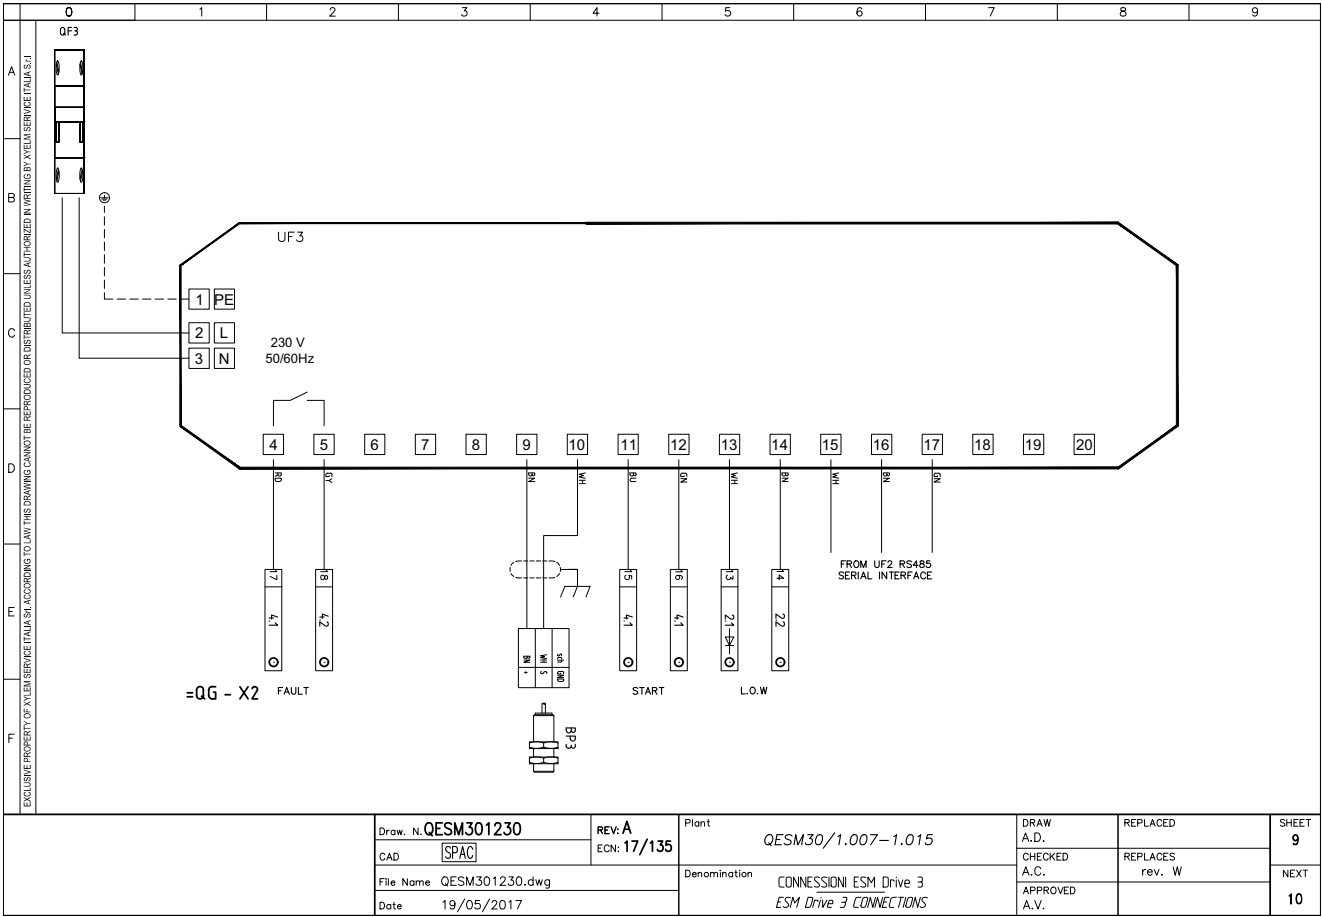 0 1 2 3 4 5 6 7 8 9
A
B
C
D
E
F
EXCLUSIVE PROPERTY OF XYLEM SERVICE ITALIA Srl. ACCORDING TO LAW THIS DRAWING CANNOT BE REPRODUCED OR DISTRIBUTED UNLESS AUTHORIZED IN WRITING BY XYELM SERIVICE ITALIA S.r.l
QF3
UF3
1 PE
2 L
3 N
230 V
50/60Hz
4 5 6 7 8 9 10 11 12 13 14 15 16 17 18 19 20
RD GY BN WH BU GN WH BN WH BN GN
FROM UF2 RS485
SERIAL INTERFACE
17 18 15 16 13 14
4.1 4.2 4.1 4.1 2.1 2.2
BN WH sch
+ S GND
=QG - X2 FAULT
START
L.O.W
BP3
Draw. N. QESM301230
REV: A
ECN: 17/135
CAD SPAC
File Name QESM301230.dwg
Date 19/05/2017
Plant
QESM30/1.007-1.015
Denomination
CONNESSIONI ESM Drive 3
ESM Drive 3 CONNECTIONS
DRAW
A.D.
CHECKED
A.C.
APPROVED
A.V.
REPLACED
REPLACES
rev. W
SHEET
9
NEXT
10